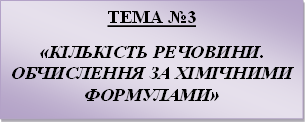 ТЕМА №3
«КІЛЬКІСТЬ РЕЧОВИНИ.
ОБЧИСЛЕННЯ ЗА ХІМІЧНИМИ
ФОРМУЛАМИ»